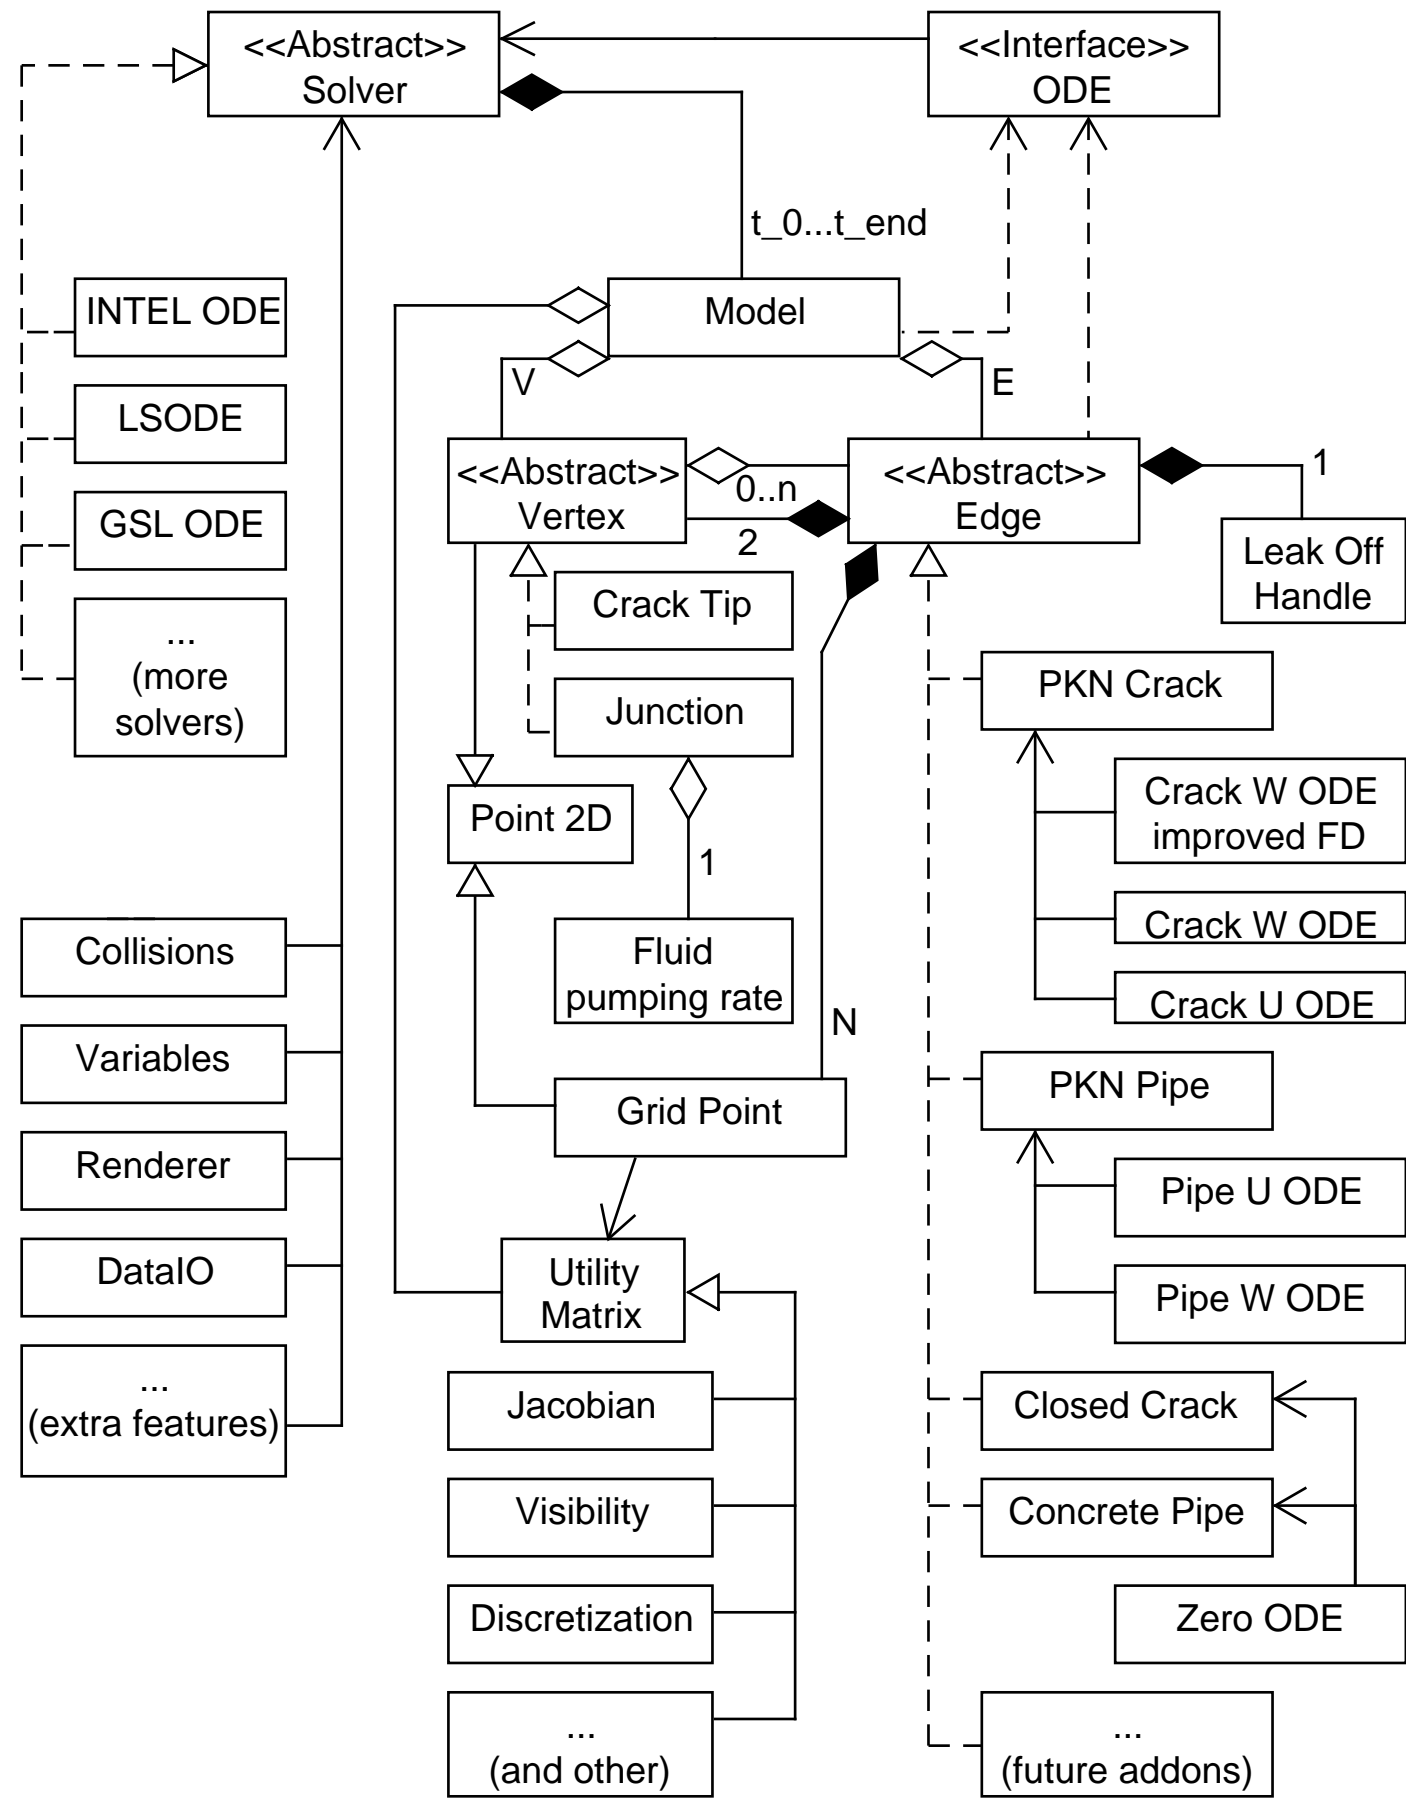 <<Abstract>>
Solver
<<Interface>>
ODE
t_0...t_end
INTEL ODE
LSODE
GSL ODE
...
(more
solvers)
Model
V
E
<<Abstract>>
Vertex
0..n
2
<<Abstract>>
Edge
1
Leak Off
Handle
Crack Tip
Junction
Point 2D
1
Fluid
pumping rate
N
Grid Point
Utility
Matrix
Jacobian
Visibility
Discretization
...
(and other)
Collisions
Variables
Renderer
DataIO
...
(extra features)
PKN Crack
Crack W ODE
improved FD
Crack W ODE
Crack U ODE
PKN Pipe
Pipe U ODE
Pipe W ODE
Closed Crack
Concrete Pipe
Zero ODE
...
(future addons)